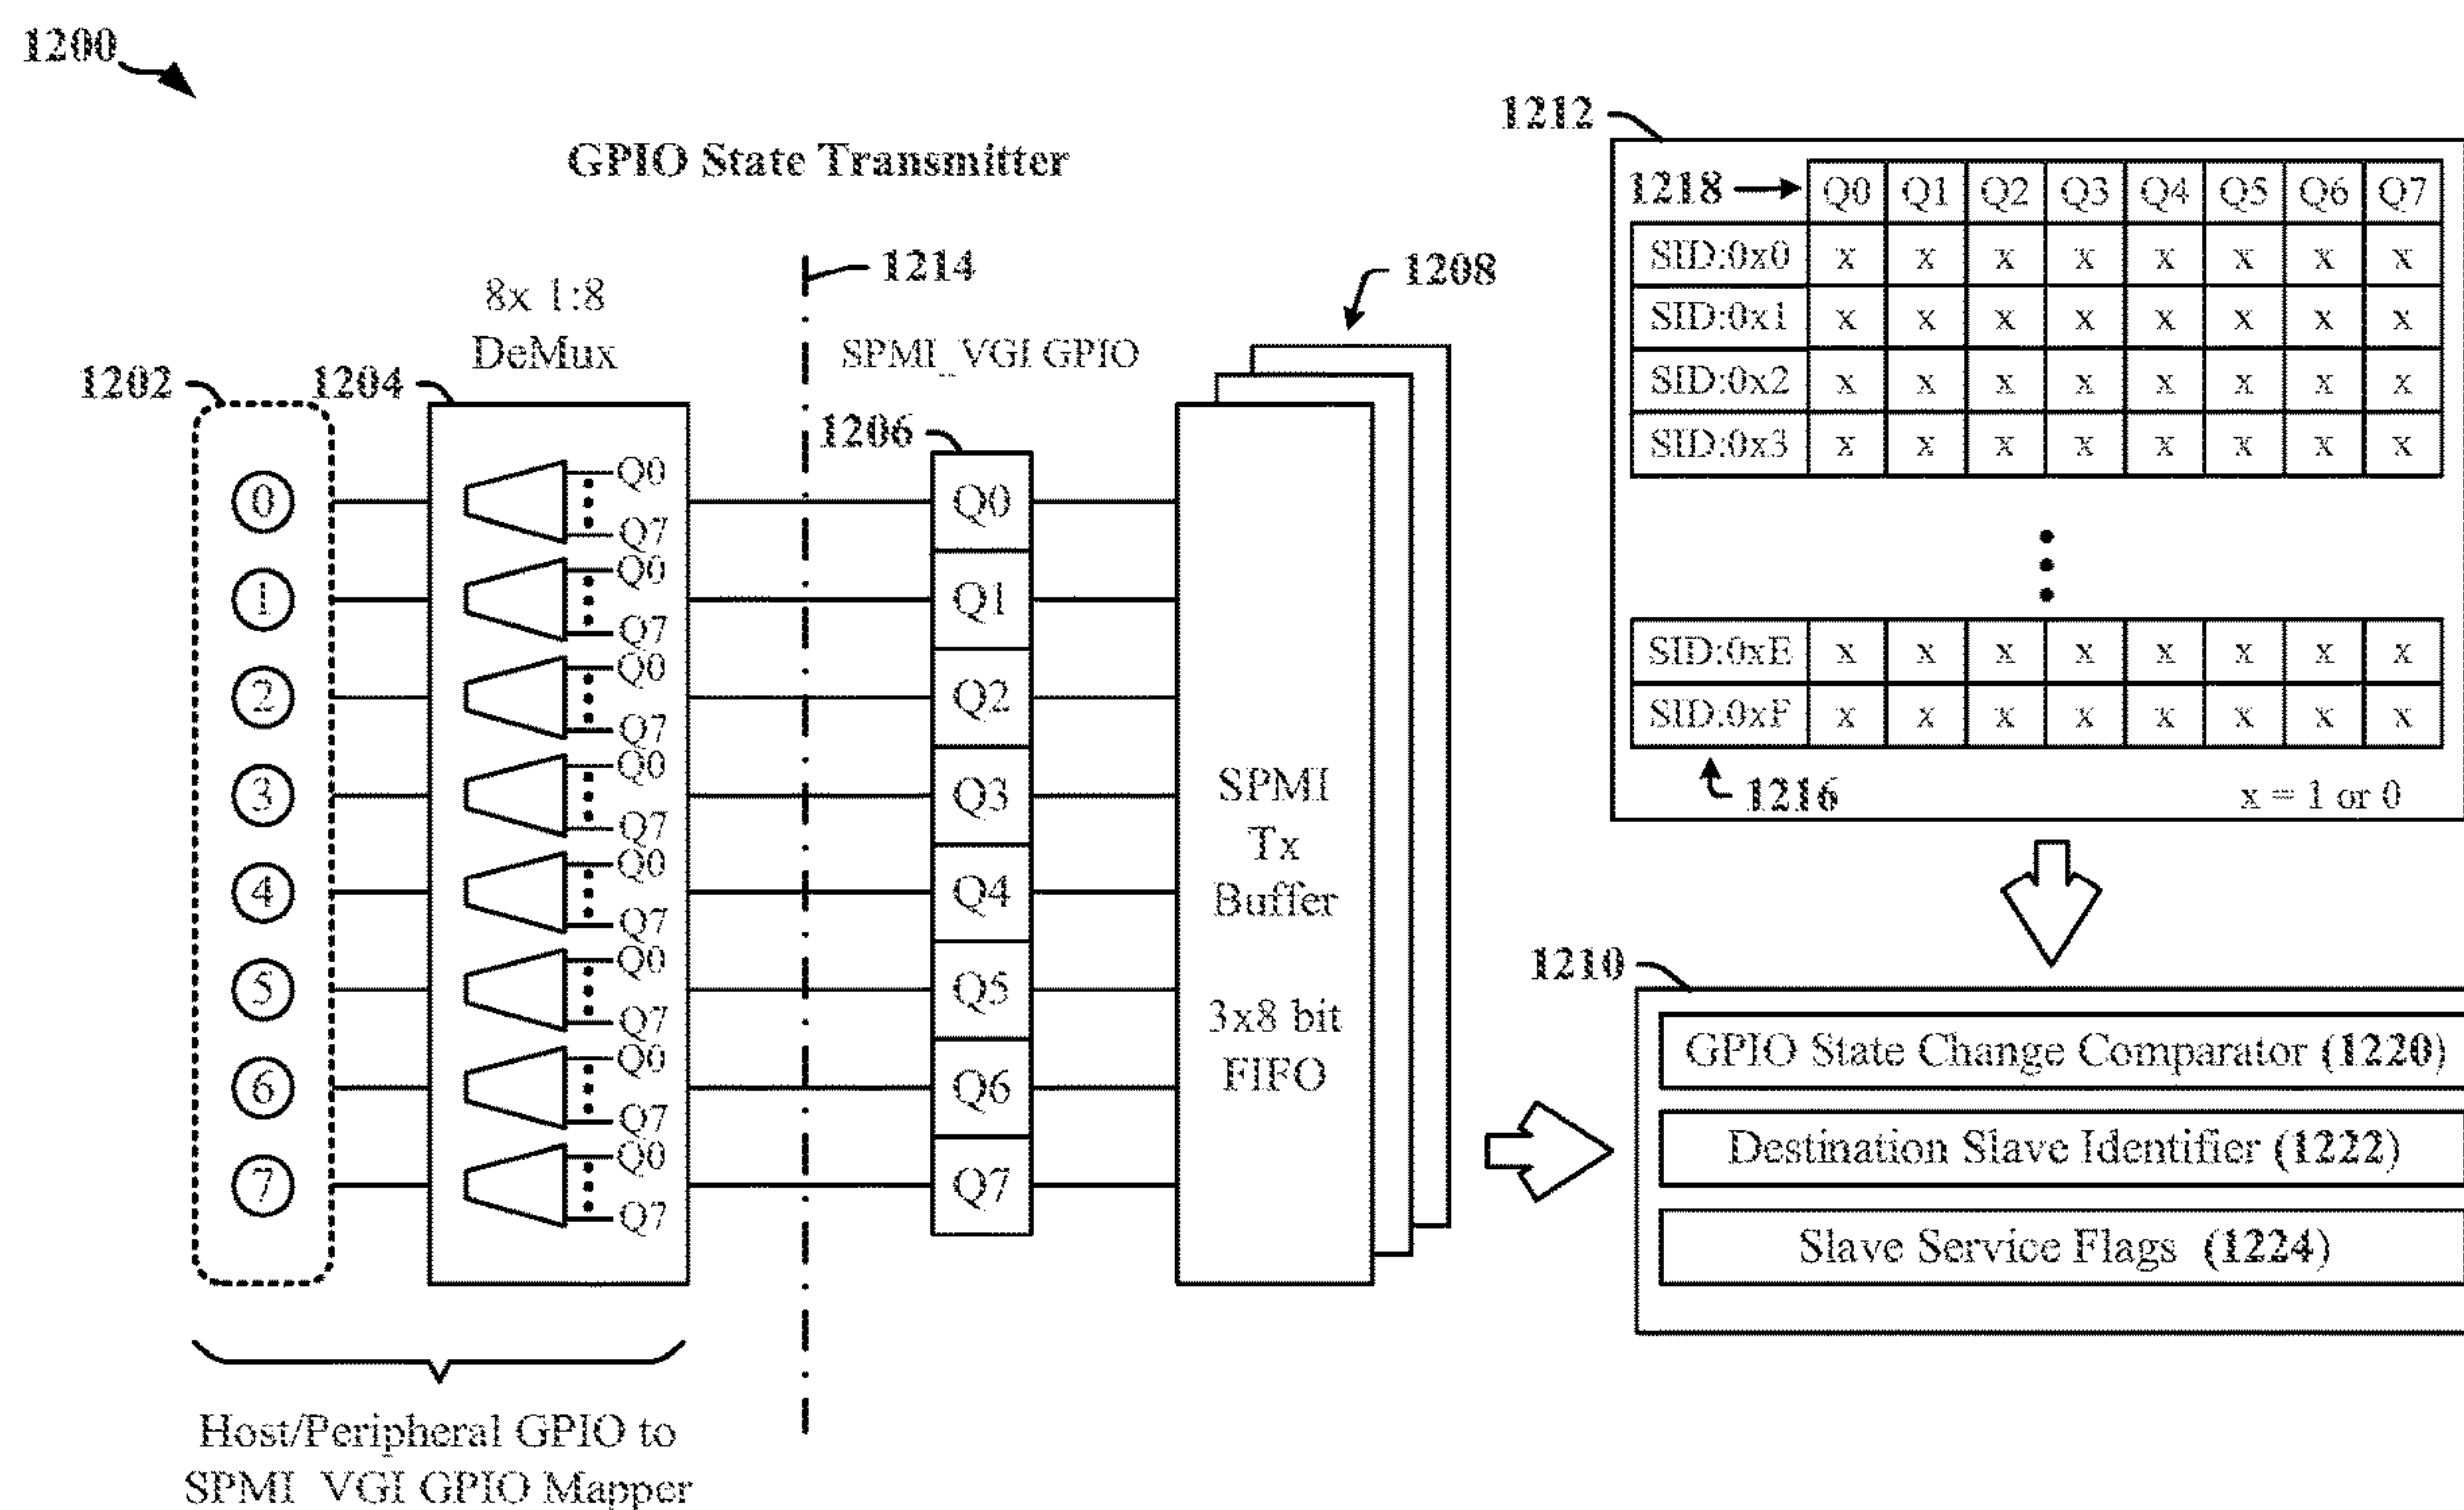 1200
GPIO State Transmitter
1202
1204
8x 1:8
DeMux
1214
SPMI_VGI GPIO
1206
1208
0
Q0
Q7
Q0
1
Q0
Q7
Q1
2
Q0
Q7
Q2
3
Q0
Q7
Q3
4
Q0
Q7
Q4
5
Q0
Q7
Q5
6
Q0
Q7
Q6
7
Q0
Q7
Q7
SPMI
Tx
Buffer
3x8 bit
FIFO
Host/Peripheral GPIO to
SPMI_VGI GPIO Mapper
1212
1218 Q0 Q1 Q2 Q3 Q4 Q5 Q6 Q7
SID:0x0 x x x x x x x x
SID:0x1 x x x x x x x x
SID:0x2 x x x x x x x x
SID:0x3 x x x x x x x x
SID:0xE x x x x x x x x
SID:0xF x x x x x x x x
1216 x = 1 or 0
1210
GPIO State Change Comparator (1220)
Destination Slave Identifier (1222)
Slave Service Flags (1224)